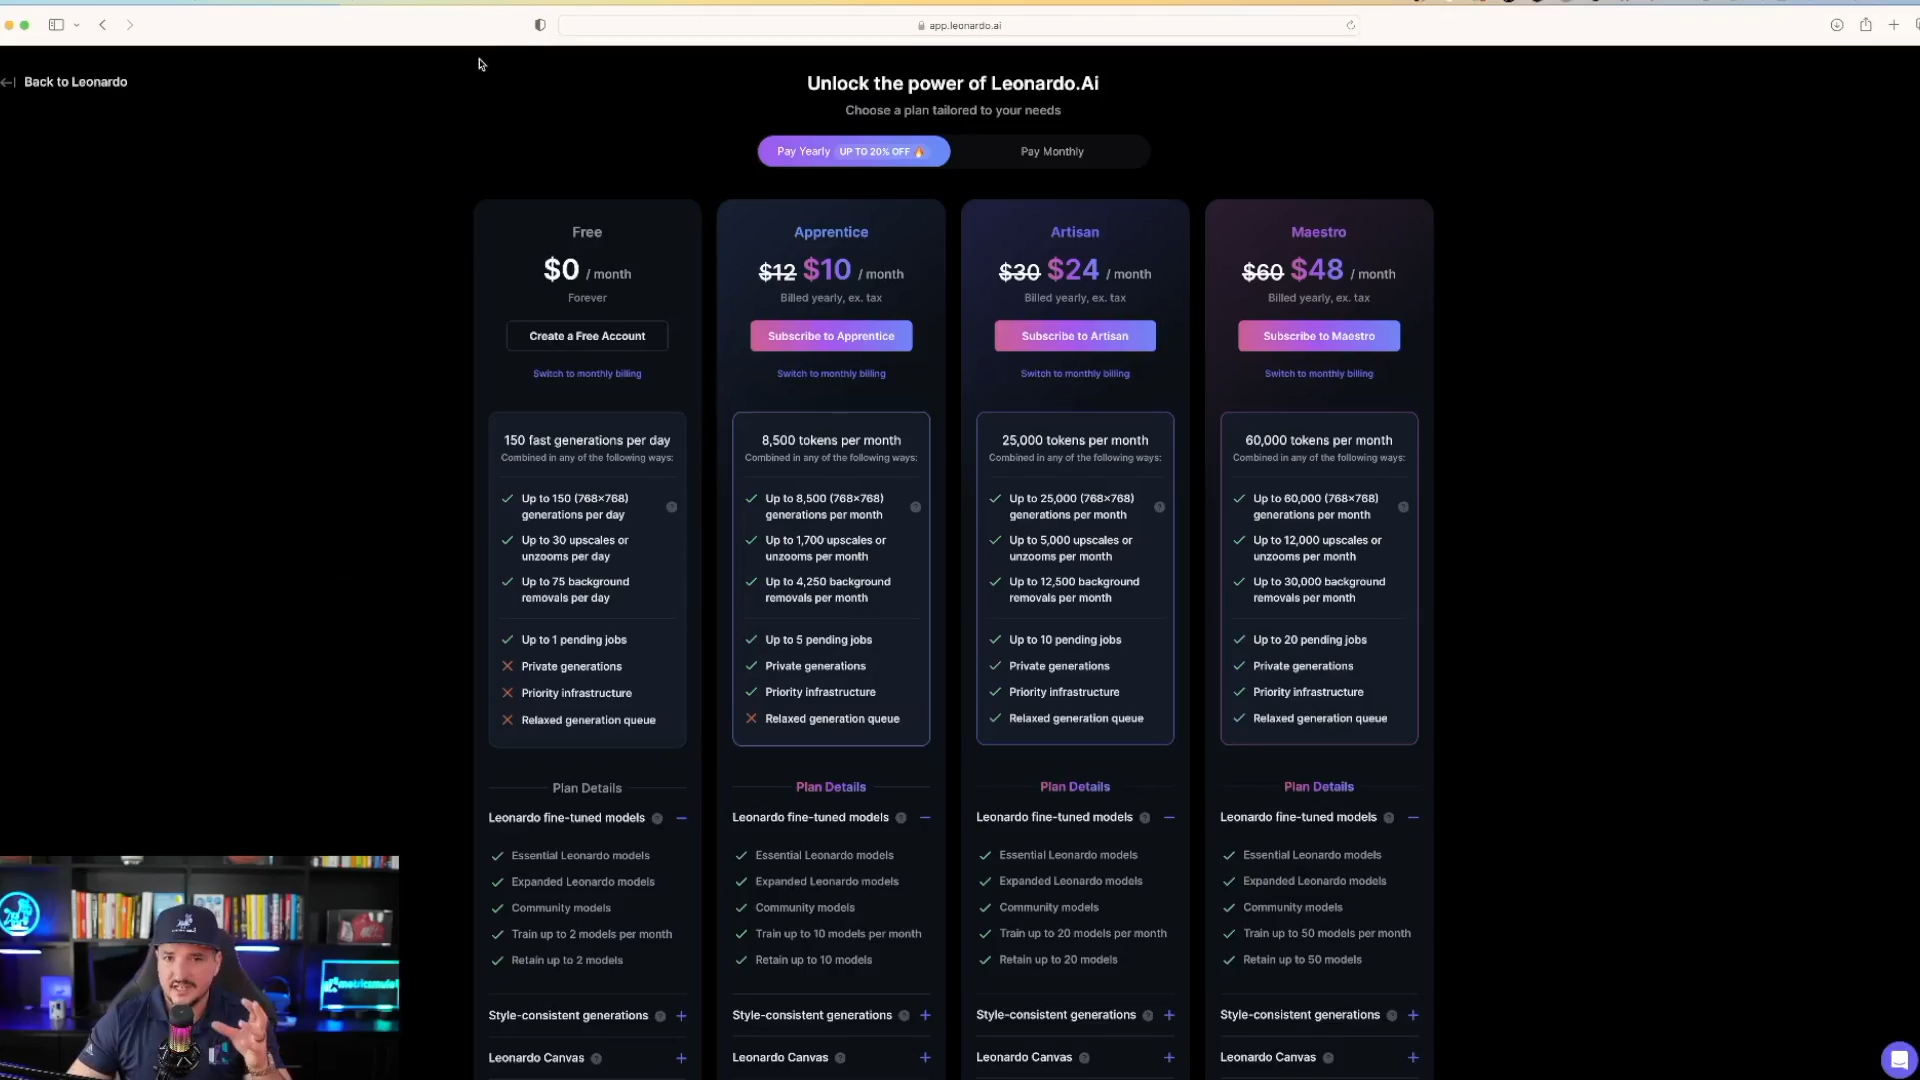 app.leonardo.ai
Back to Leonardo
Unlock the power of Leonardo.Ai
Choose a plan tailored to your needs
Pay Yearly UP TO 20% OFF 🔥
Pay Monthly
Free
$0 / month
Forever
Create a Free Account
Switch to monthly billing
150 fast generations per day
Combined in any of the following ways:
Up to 150 (768×768)
generations per day
Up to 30 upscales or
unzooms per day
Up to 75 background
removals per day
Up to 1 pending jobs
Private generations
Priority infrastructure
Relaxed generation queue
Plan Details
Leonardo fine-tuned models
Essential Leonardo models
Expanded Leonardo models
Community models
Train up to 2 models per month
Retain up to 2 models
Style-consistent generations
Leonardo Canvas
Apprentice
$12 $10 / month
Billed yearly, ex. tax
Subscribe to Apprentice
Switch to monthly billing
8,500 tokens per month
Combined in any of the following ways:
Up to 8,500 (768×768)
generations per month
Up to 1,700 upscales or
unzooms per month
Up to 4,250 background
removals per month
Up to 5 pending jobs
Private generations
Priority infrastructure
Relaxed generation queue
Plan Details
Leonardo fine-tuned models
Essential Leonardo models
Expanded Leonardo models
Community models
Train up to 10 models per month
Retain up to 10 models
Style-consistent generations
Leonardo Canvas
Artisan
$30 $24 / month
Billed yearly, ex. tax
Subscribe to Artisan
Switch to monthly billing
25,000 tokens per month
Combined in any of the following ways:
Up to 25,000 (768×768)
generations per month
Up to 5,000 upscales or
unzooms per month
Up to 12,500 background
removals per month
Up to 10 pending jobs
Private generations
Priority infrastructure
Relaxed generation queue
Plan Details
Leonardo fine-tuned models
Essential Leonardo models
Expanded Leonardo models
Community models
Train up to 20 models per month
Retain up to 20 models
Style-consistent generations
Leonardo Canvas
Maestro
$60 $48 / month
Billed yearly, ex. tax
Subscribe to Maestro
Switch to monthly billing
60,000 tokens per month
Combined in any of the following ways:
Up to 60,000 (768×768)
generations per month
Up to 12,000 upscales or
unzooms per month
Up to 30,000 background
removals per month
Up to 20 pending jobs
Private generations
Priority infrastructure
Relaxed generation queue
Plan Details
Leonardo fine-tuned models
Essential Leonardo models
Expanded Leonardo models
Community models
Train up to 50 models per month
Retain up to 50 models
Style-consistent generations
Leonardo Canvas